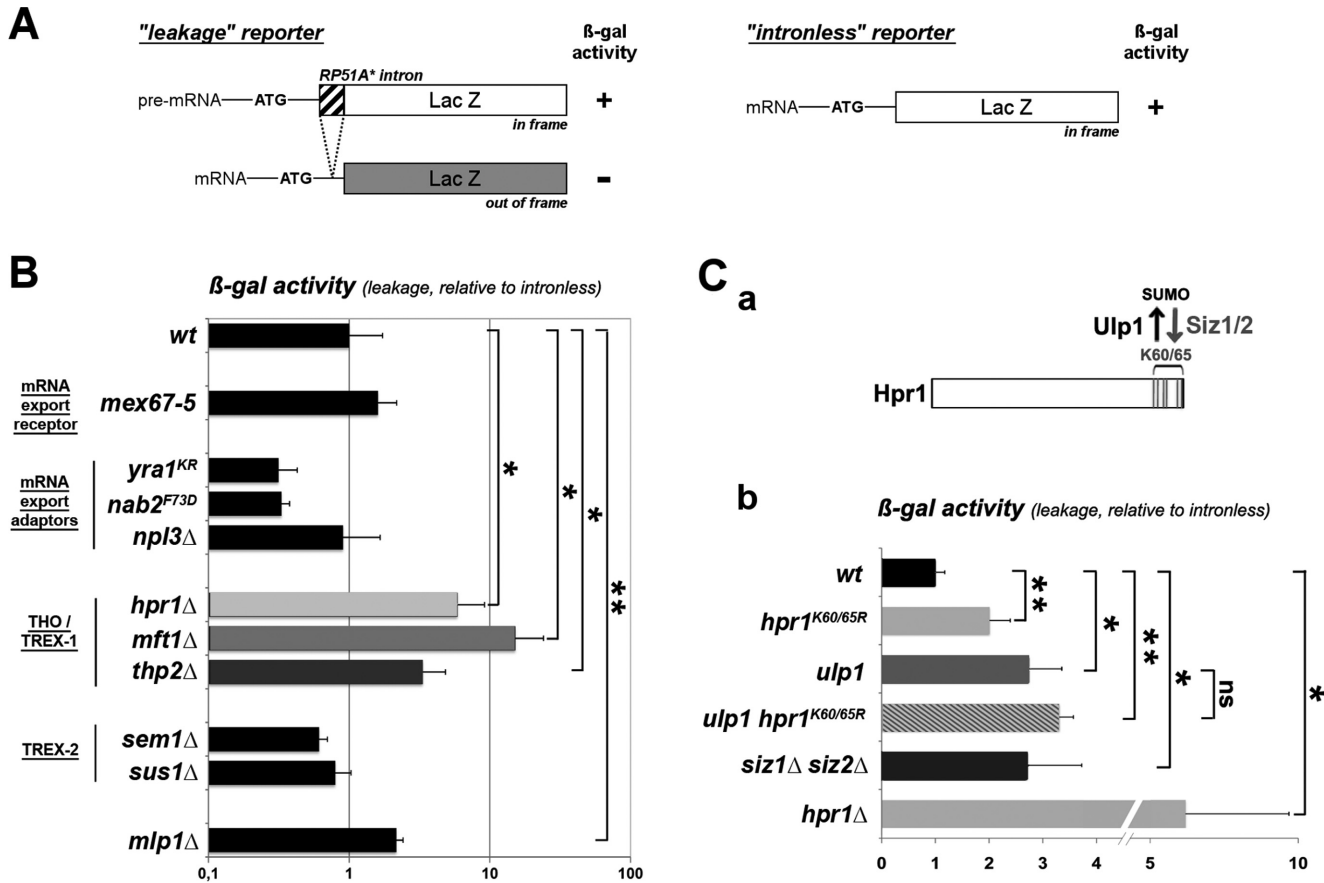 A
"leakage" reporter
ß-gal
activity
RP51A* intron
pre-mRNA
ATG
Lac Z
+
in frame
mRNA
ATG
Lac Z
-
out of frame
"intronless" reporter
ß-gal
activity
mRNA
ATG
Lac Z
+
in frame
B
ß-gal activity (leakage, relative to intronless)
wt
mRNA
export
receptor
mex67-5
mRNA
export
adaptors
yra1KR
nab2F73D
npl3Δ
THO /
TREX-1
hpr1Δ
mft1Δ
thp2Δ
TREX-2
sem1Δ
sus1Δ
mlp1Δ
*
*
*
**
0,1
1
10
100
C
a
SUMO
Ulp1
Siz1/2
K60/65
Hpr1
b
ß-gal activity (leakage, relative to intronless)
wt
hpr1K60/65R
ulp1
ulp1 hpr1K60/65R
siz1Δ siz2Δ
hpr1Δ
**
*
**
*
ns
*
0
1
2
3
4
5
10